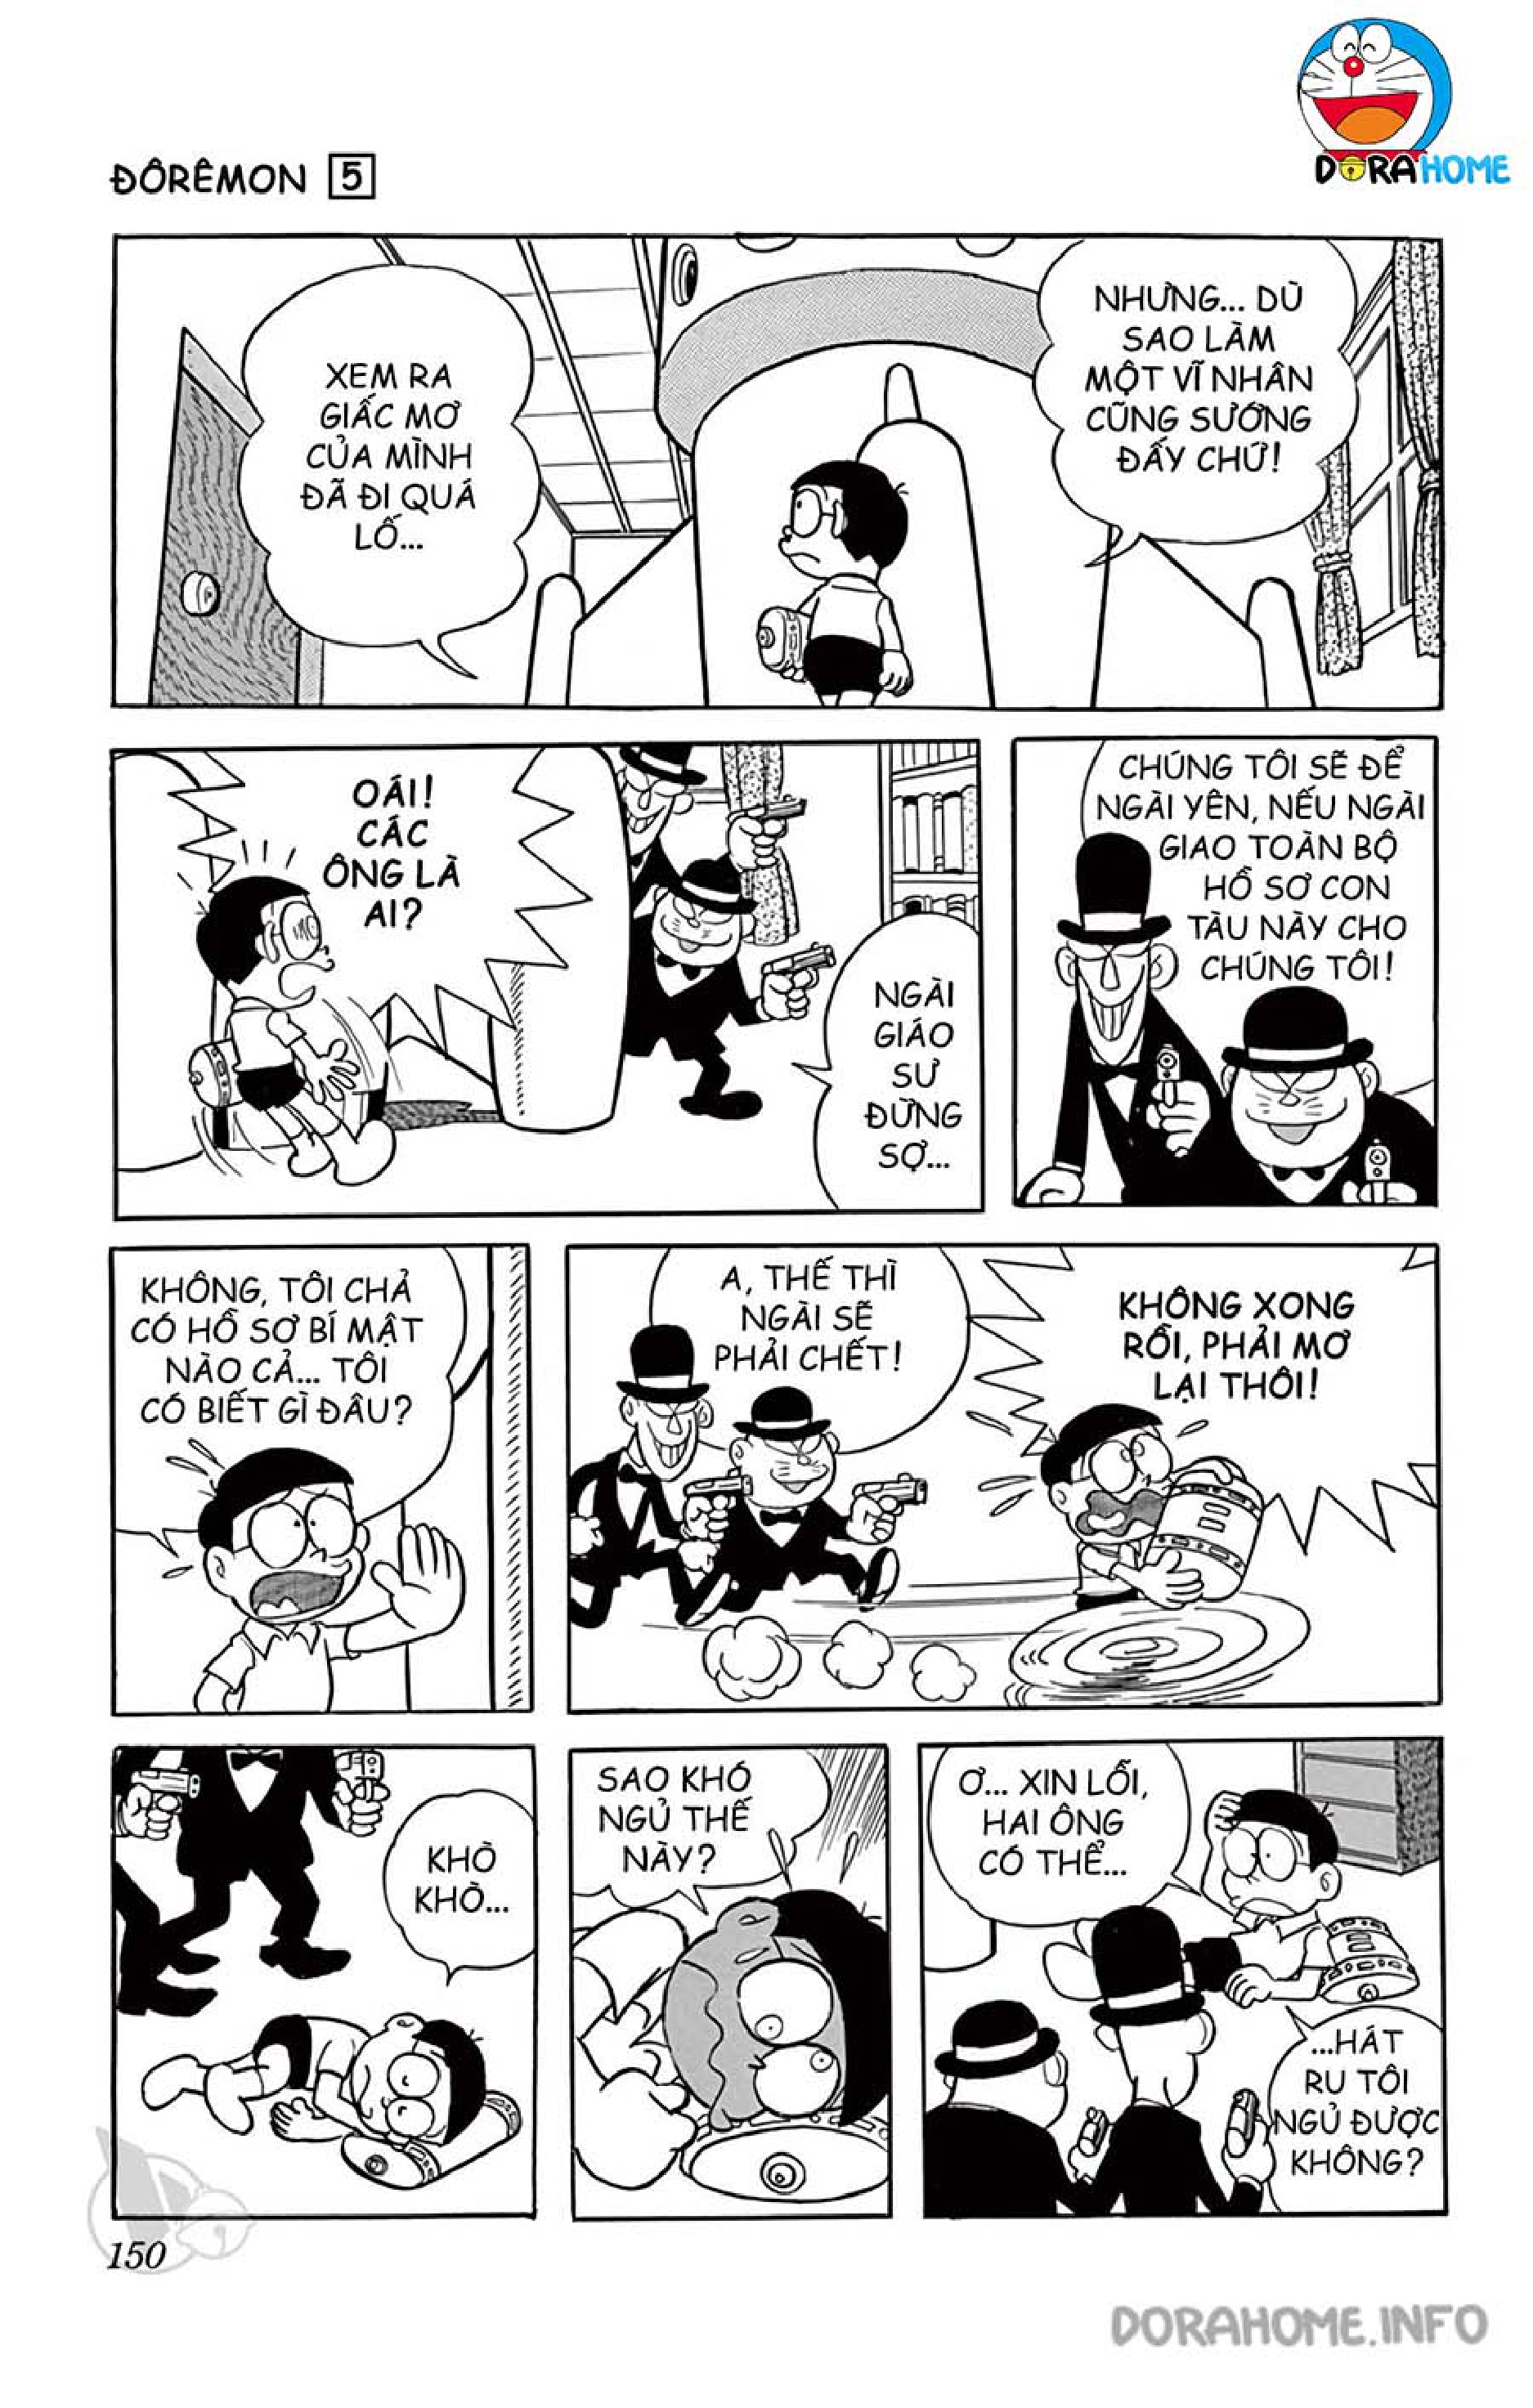 DORAHOME
ĐÔRÊMON 5
XEM RA
GIẤC MƠ
CỦA MÌNH
ĐÃ ĐI QUÁ
LỐ...
NHƯNG... DÙ
SAO LÀM
MỘT VĨ NHÂN
CŨNG SƯỚNG
ĐẤY CHỨ!
OÁI!
CÁC
ÔNG LÀ
AI?
NGÀI
GIÁO
SƯ
ĐỪNG
SỢ...
CHÚNG TÔI SẼ ĐỂ
NGÀI YÊN, NẾU NGÀI
GIAO TOÀN BỘ
HỒ SƠ CON
TÀU NÀY CHO
CHÚNG TÔI!
KHÔNG, TÔI CHẢ
CÓ HỒ SƠ BÍ MẬT
NÀO CẢ... TÔI
CÓ BIẾT GÌ ĐÂU?
A, THẾ THÌ
NGÀI SẼ
PHẢI CHẾT!
KHÔNG XONG
RỒI, PHẢI MƠ
LẠI THÔI!
KHÒ
KHÒ...
SAO KHÓ
NGỦ THẾ
NÀY?
Ơ... XIN LỖI,
HAI ÔNG
CÓ THỂ...
...HÁT
RU TÔI
NGỦ ĐƯỢC
KHÔNG?
150
DORAHOME.INFO